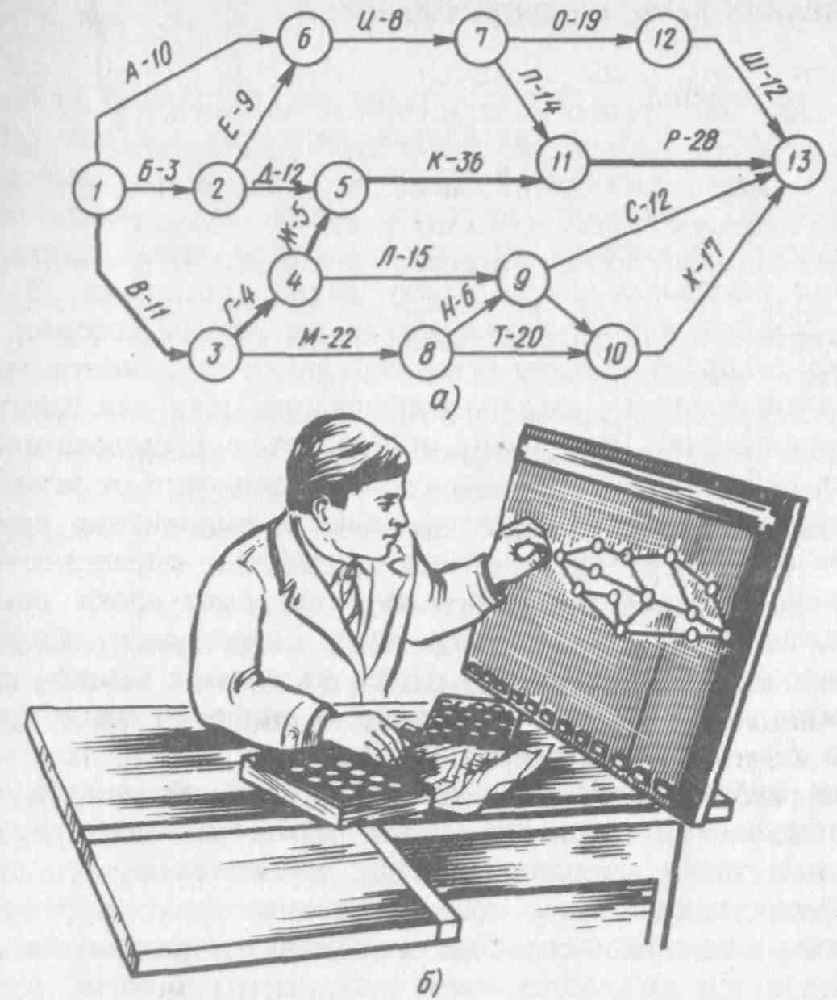 А-10
6
И-8
7
О-19
12
Ш-12
Е-9
П-14
1
Б-3
2
Д-12
5
К-36
11
Р-28
13
Ж-5
С-12
В-11
Г-4
4
Л-15
9
Х-17
Н-6
3
М-22
8
Т-20
10
а)
б)